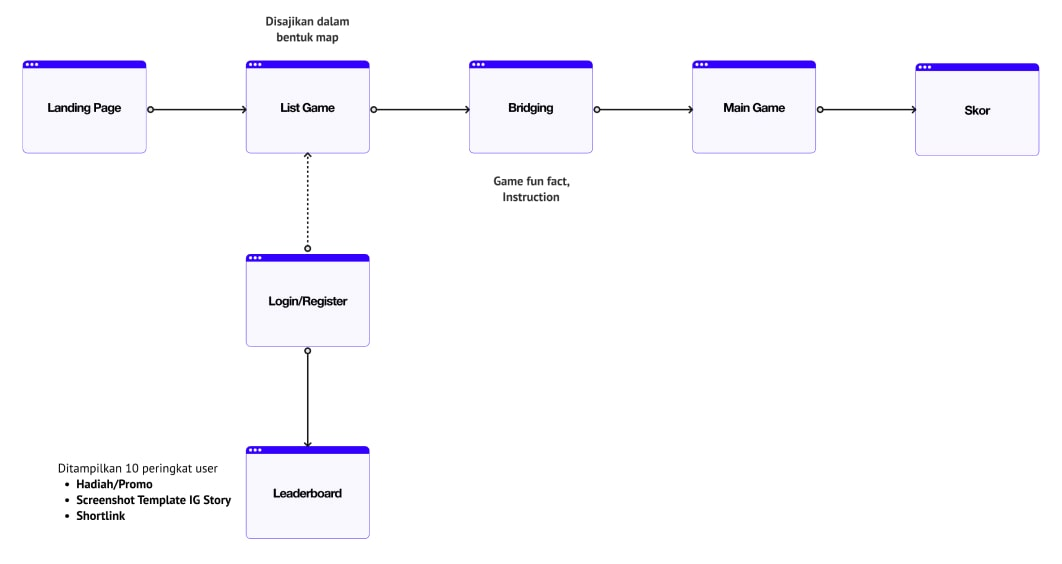 Disajikan dalam
bentuk map
Landing Page
List Game
Bridging
Main Game
Skor
Game fun fact,
Instruction
Login/Register
Ditampilkan 10 peringkat user
• Hadiah/Promo
• Screenshot Template IG Story
• Shortlink
Leaderboard